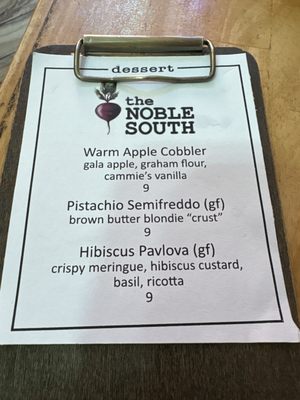 dessert
the
NOBLE
SOUTH
Warm Apple Cobbler
gala apple, graham flour,
cammie's vanilla
9
Pistachio Semifreddo (gf)
brown butter blondie “crust”
9
Hibiscus Pavlova (gf)
crispy meringue, hibiscus custard,
basil, ricotta
9